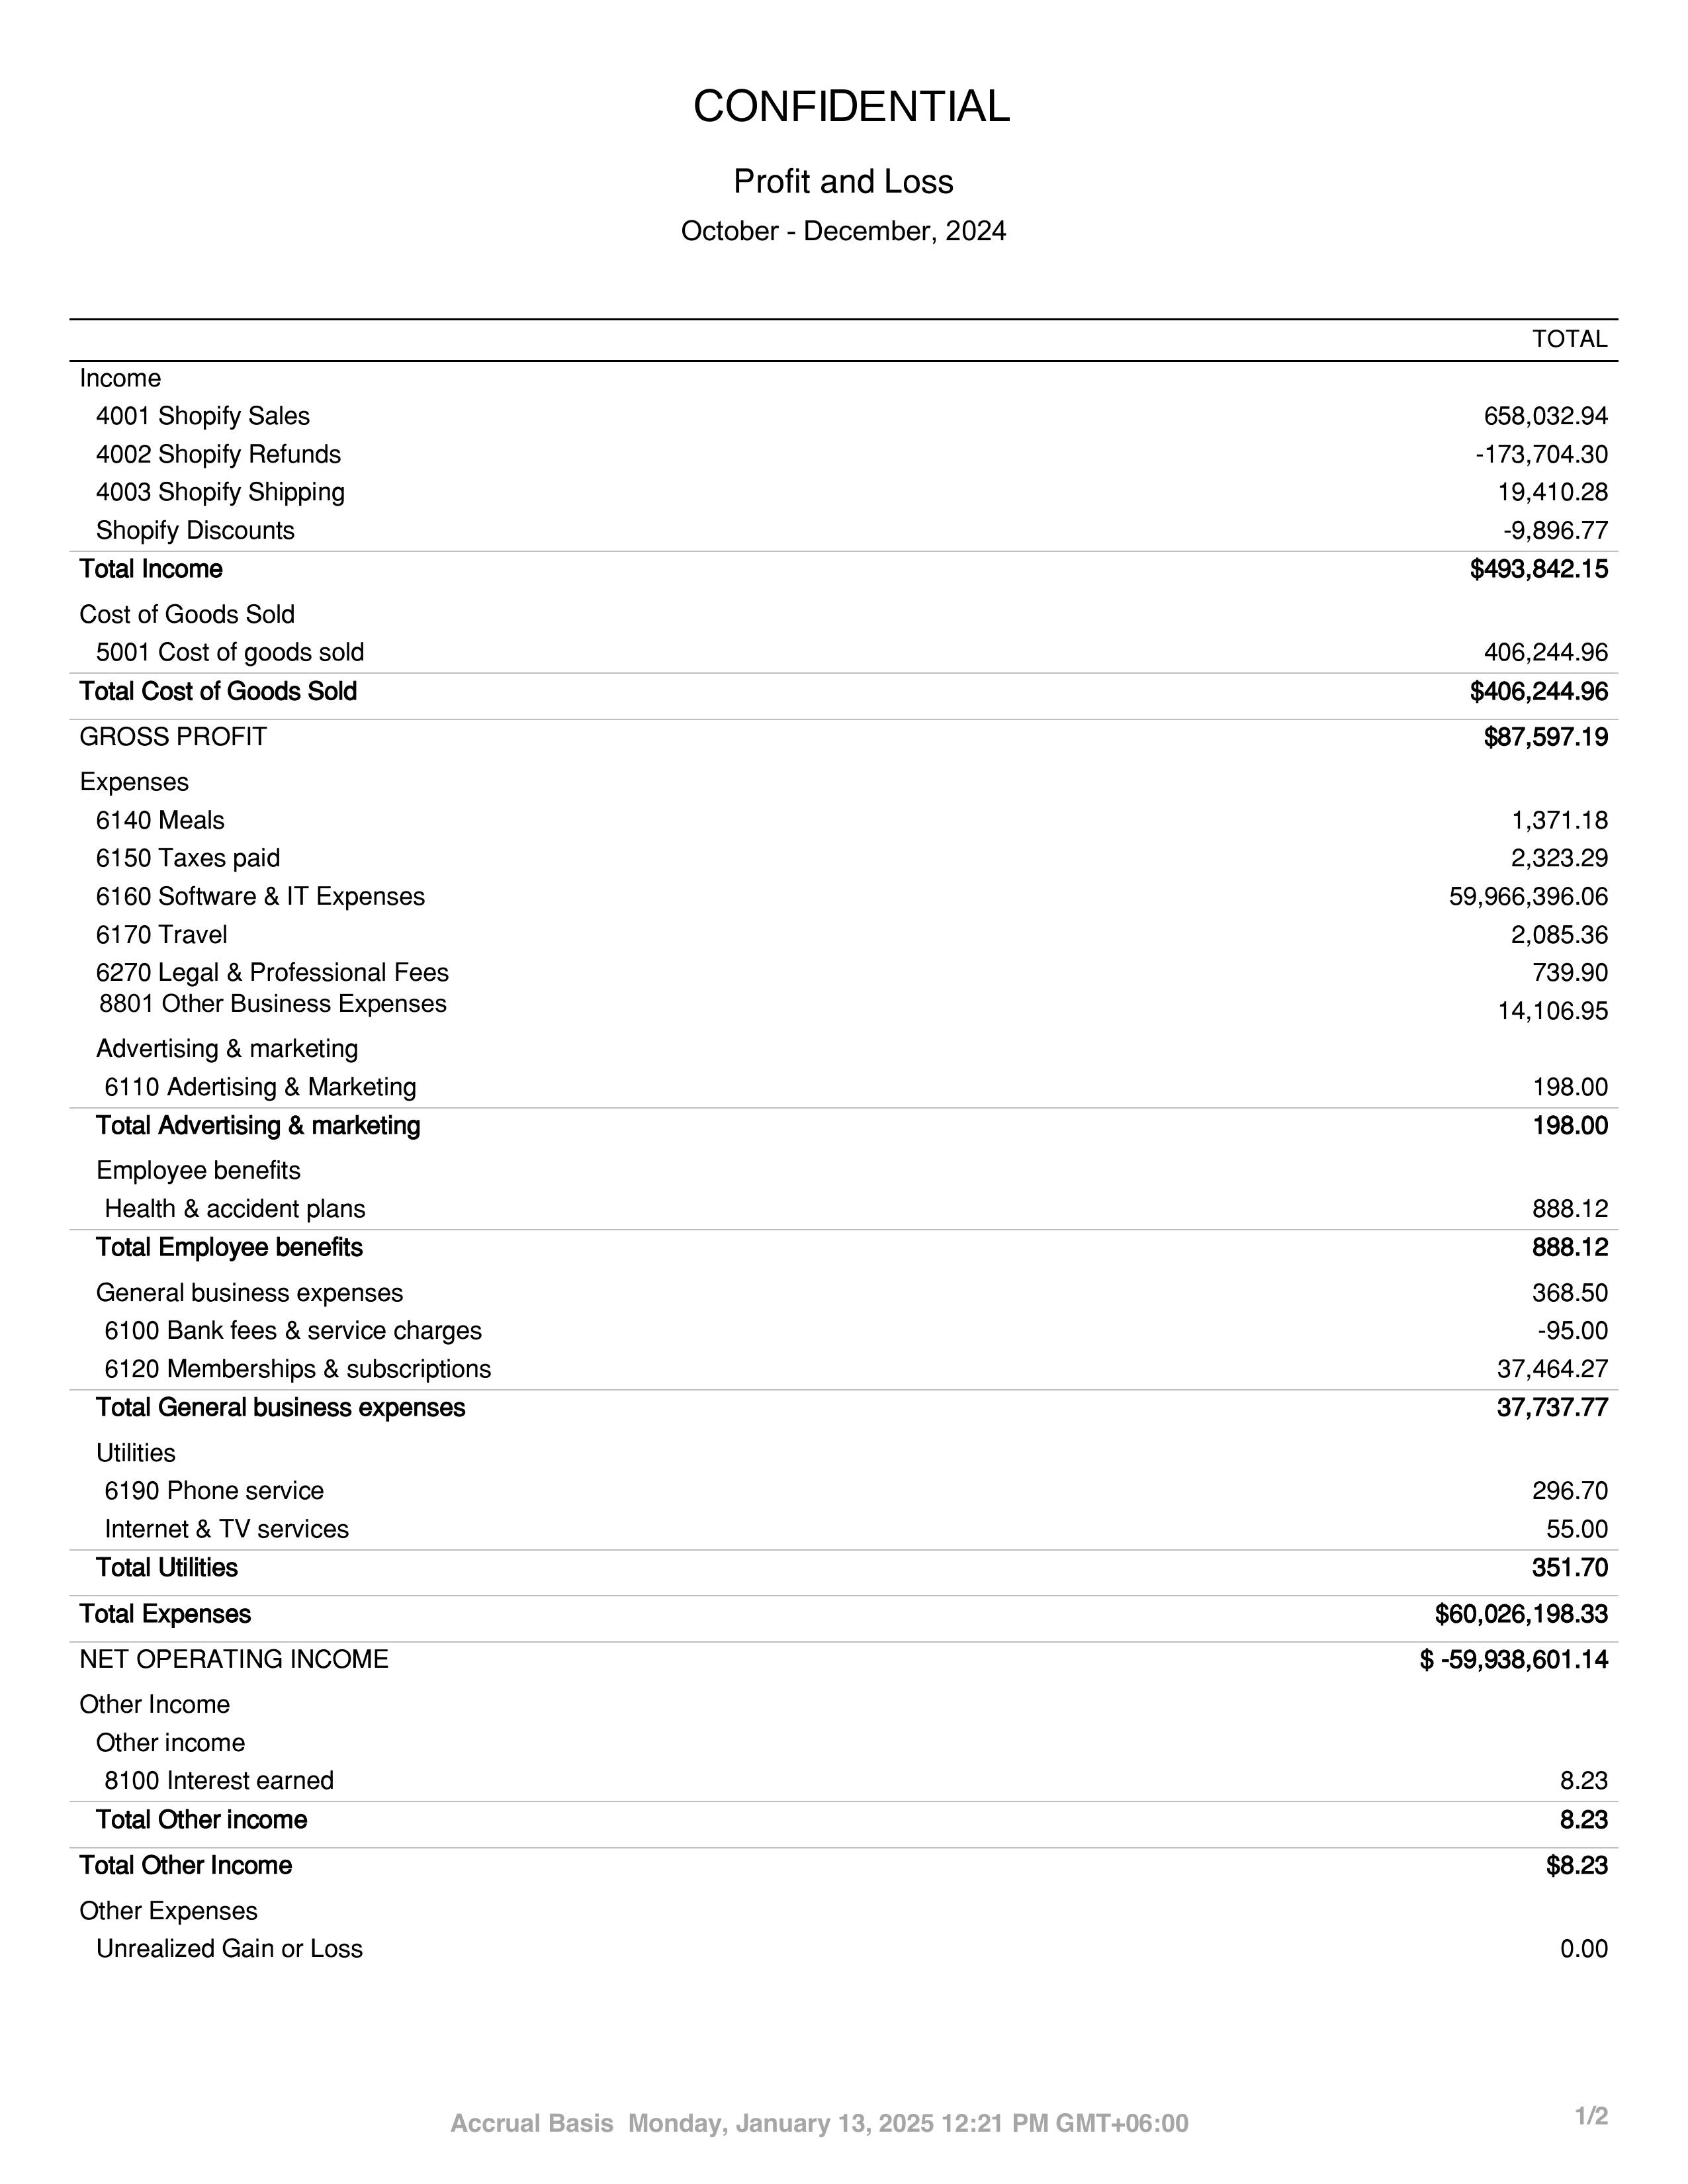 CONFIDENTIAL
Profit and Loss
October - December, 2024
TOTAL
Income
4001 Shopify Sales 658,032.94
4002 Shopify Refunds -173,704.30
4003 Shopify Shipping 19,410.28
Shopify Discounts -9,896.77
Total Income $493,842.15
Cost of Goods Sold
5001 Cost of goods sold 406,244.96
Total Cost of Goods Sold $406,244.96
GROSS PROFIT $87,597.19
Expenses
6140 Meals 1,371.18
6150 Taxes paid 2,323.29
6160 Software & IT Expenses 59,966,396.06
6170 Travel 2,085.36
6270 Legal & Professional Fees 739.90
8801 Other Business Expenses 14,106.95
Advertising & marketing
6110 Adertising & Marketing 198.00
Total Advertising & marketing 198.00
Employee benefits
Health & accident plans 888.12
Total Employee benefits 888.12
General business expenses 368.50
6100 Bank fees & service charges -95.00
6120 Memberships & subscriptions 37,464.27
Total General business expenses 37,737.77
Utilities
6190 Phone service 296.70
Internet & TV services 55.00
Total Utilities 351.70
Total Expenses $60,026,198.33
NET OPERATING INCOME $ -59,938,601.14
Other Income
Other income
8100 Interest earned 8.23
Total Other income 8.23
Total Other Income $8.23
Other Expenses
Unrealized Gain or Loss 0.00
Accrual Basis Monday, January 13, 2025 12:21 PM GMT+06:00 1/2